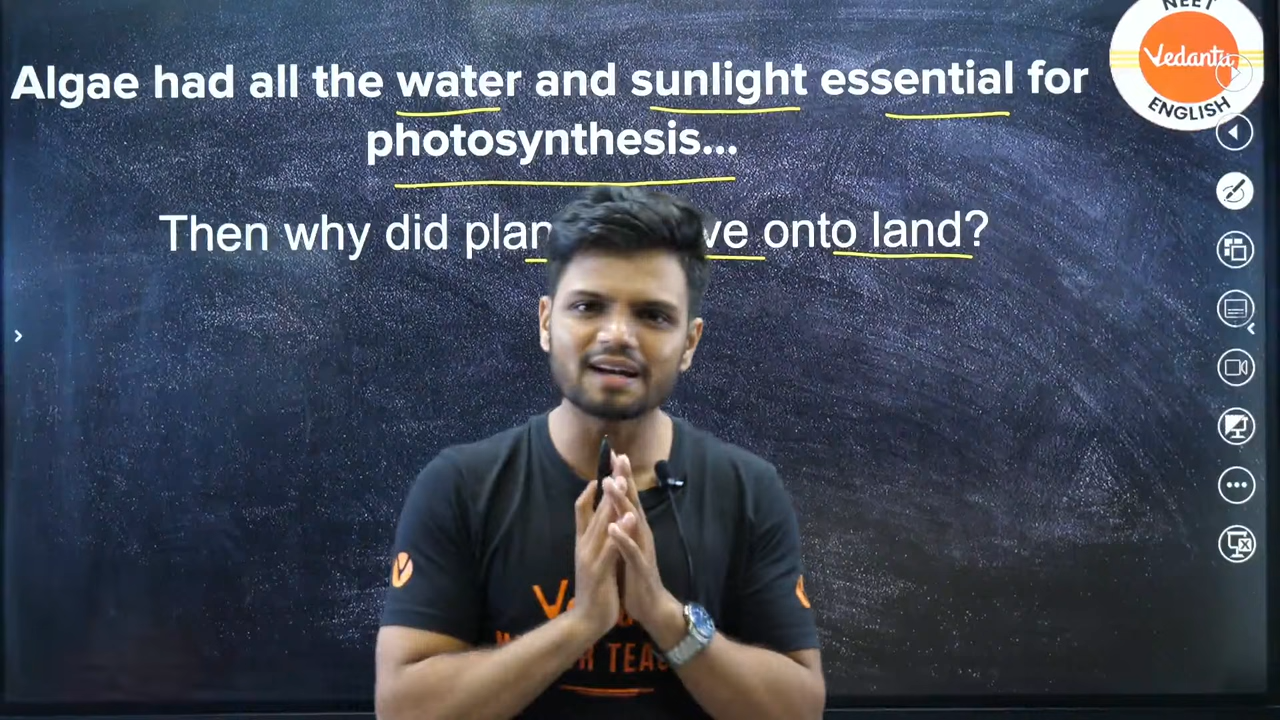 NEET
Vedantu
ENGLISH
Algae had all the water and sunlight essential for
photosynthesis...
Then why did onto land?